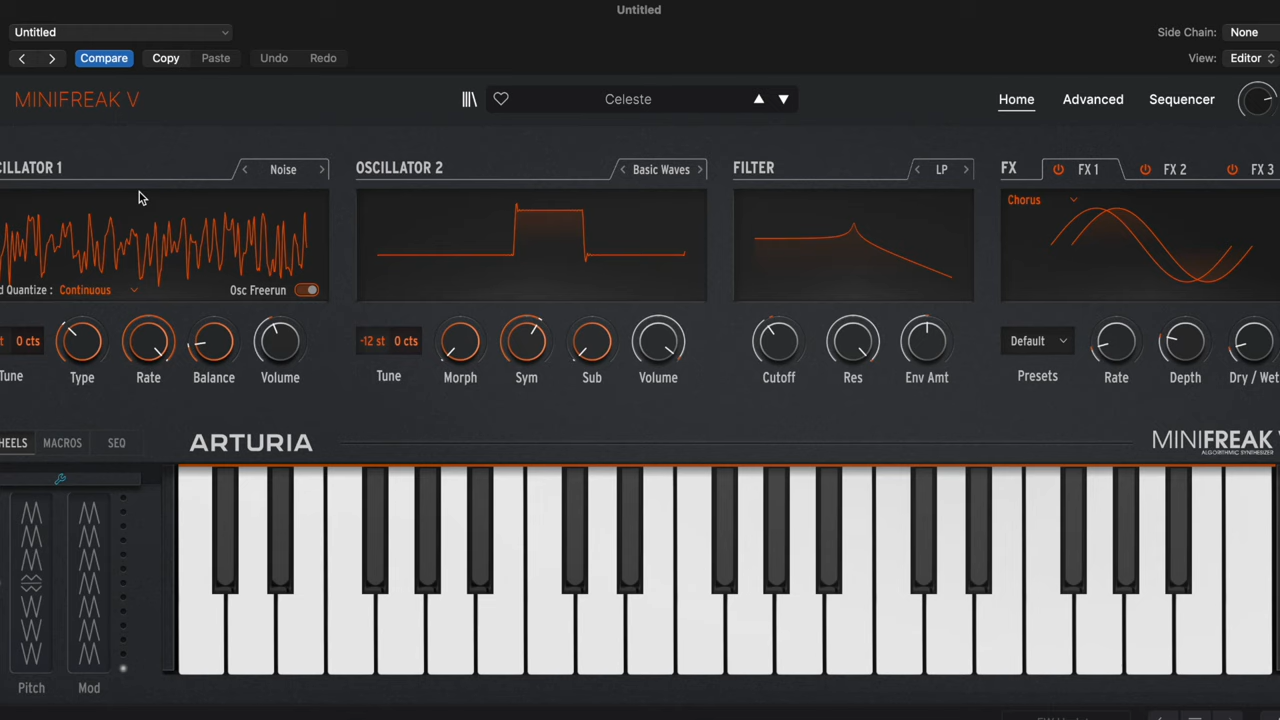 Untitled
Untitled
Side Chain: None
Compare Copy Paste Undo Redo
View: Editor
MINIFREAK V
Celeste
Home Advanced Sequencer
CILLATOR 1 Noise
OSCILLATOR 2 Basic Waves
FILTER LP
FX FX 1 FX 2 FX 3
Chorus
d Quantize : Continuous Osc Freerun
st 0 cts
-12 st 0 cts
Default
Tune Type Rate Balance Volume
Tune Morph Sym Sub Volume
Cutoff Res Env Amt
Presets Rate Depth Dry / Wet
HEELS MACROS SEQ
ARTURIA
MINIFREAK V
ALGORITHMIC SYNTHESIZER
Pitch Mod